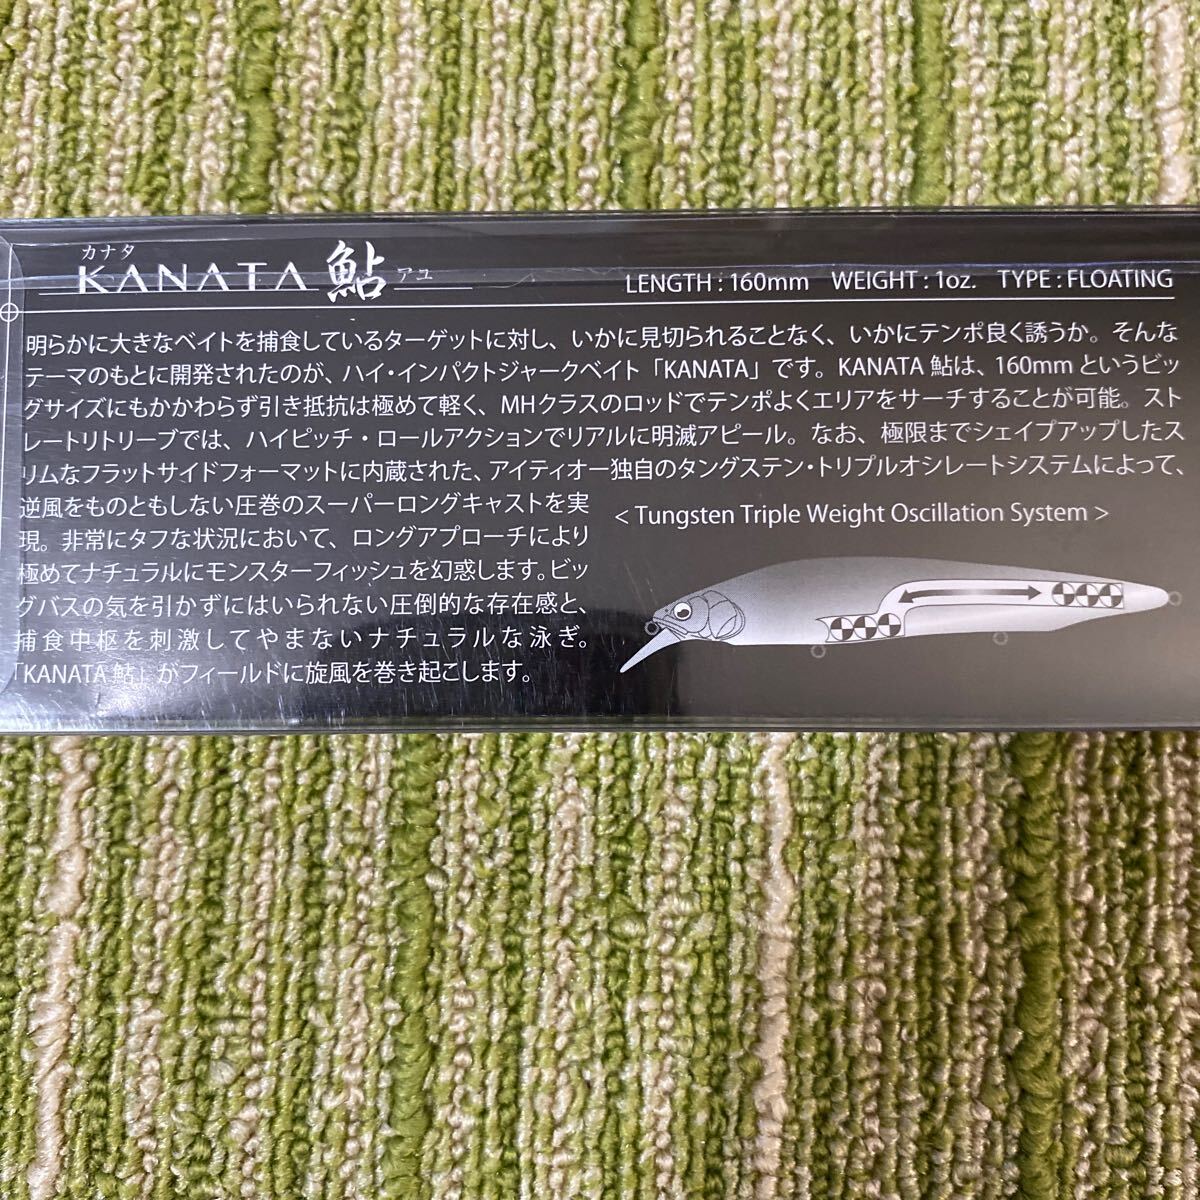 カナタ
KANATA 鮎 アユ
LENGTH : 160mm WEIGHT : 1oz. TYPE : FLOATING
明らかに大きなベイトを捕食しているターゲットに対し、いかに見切られることなく、いかにテンポ良く誘うか。そんな
テーマのもとに開発されたのが、ハイ・インパクトジャークベイト「KANATA」です。KANATA 鮎は、160mm というビッ
グサイズにもかかわらず引き抵抗は極めて軽く、MHクラスのロッドでテンポよくエリアをサーチすることが可能。スト
レートリトリーブでは、ハイピッチ・ロールアクションでリアルに明滅アピール。なお、極限までシェイプアップしたス
リムなフラットサイドフォーマットに内蔵された、アイティオー独自のタングステン・トリプルオシレートシステムによって、
逆風をものともしない圧巻のスーパーロングキャストを実
現。非常にタフな状況において、ロングアプローチにより
極めてナチュラルにモンスターフィッシュを幻惑します。ビッ
グバスの気を引かずにはいられない圧倒的な存在感と、
捕食中枢を刺激してやまないナチュラルな泳ぎ。
「KANATA 鮎」がフィールドに旋風を巻き起こします。
< Tungsten Triple Weight Oscillation System >